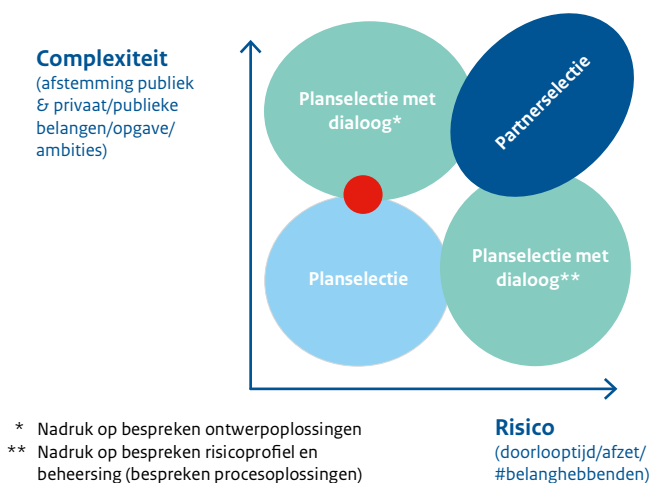 Complexiteit
(afstemming publiek
& privaat/publieke
belangen/opgave/
ambities)
Planselectie met
dialoog*
Partnerselectie
Planselectie
Planselectie met
dialoog**
* Nadruk op bespreken ontwerpoplossingen
** Nadruk op bespreken risicoprofiel en
beheersing (bespreken procesoplossingen)
Risico
(doorlooptijd/afzet/
#belanghebbenden)